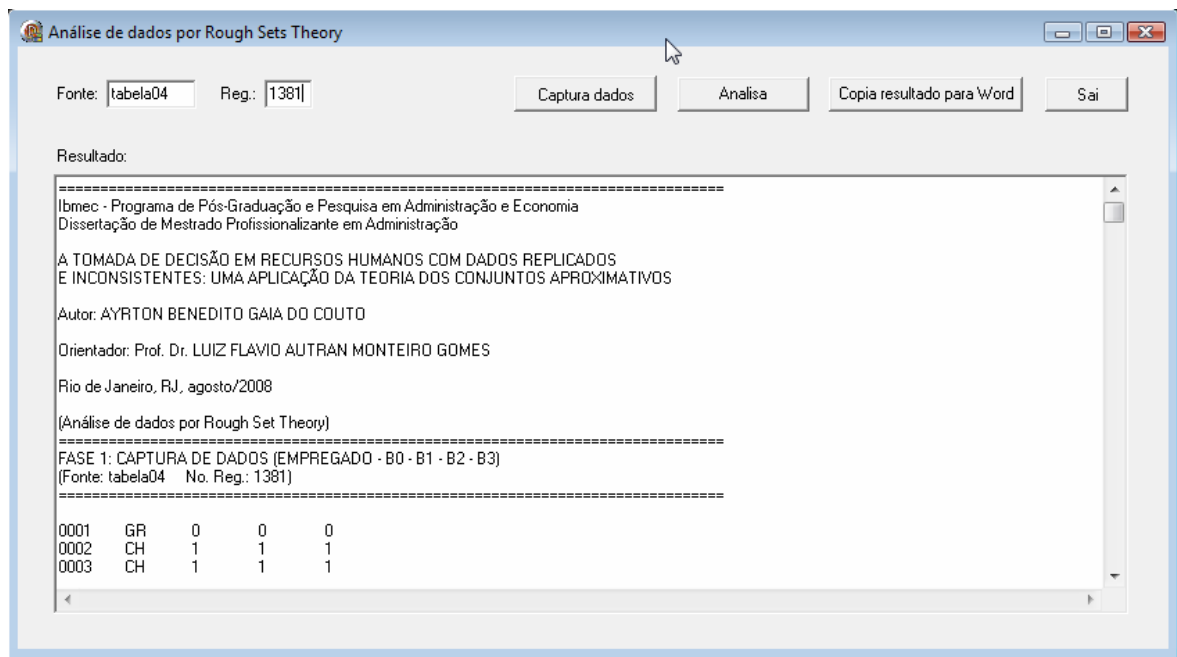 Análise de dados por Rough Sets Theory
Fonte: tabela04 Reg.: 1381 Captura dados Analisa Copia resultado para Word Sai
Resultado:
================================================================================
Ibmec - Programa de Pós-Graduação e Pesquisa em Administração e Economia
Dissertação de Mestrado Profissionalizante em Administração
A TOMADA DE DECISÃO EM RECURSOS HUMANOS COM DADOS REPLICADOS
E INCONSISTENTES: UMA APLICAÇÃO DA TEORIA DOS CONJUNTOS APROXIMATIVOS
Autor: AYRTON BENEDITO GAIA DO COUTO
Orientador: Prof. Dr. LUIZ FLAVIO AUTRAN MONTEIRO GOMES
Rio de Janeiro, RJ, agosto/2008
(Análise de dados por Rough Set Theory)
================================================================================
FASE 1: CAPTURA DE DADOS (EMPREGADO - B0 - B1 - B2 - B3)
(Fonte: tabela04 No. Reg.: 1381)
================================================================================
0001 GR 0 0 0
0002 CH 1 1 1
0003 CH 1 1 1